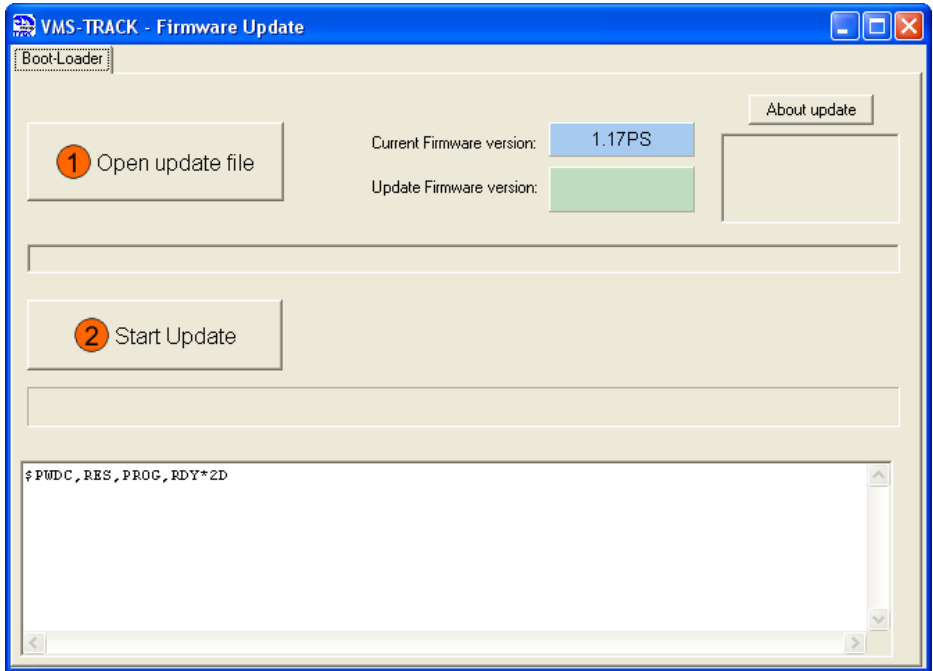 VMS-TRACK - Firmware Update
Boot-Loader
About update
1 Open update file
Current Firmware version: 1.17PS
Update Firmware version:
2 Start Update
$PWDC,RES,PROG,RDY*2D